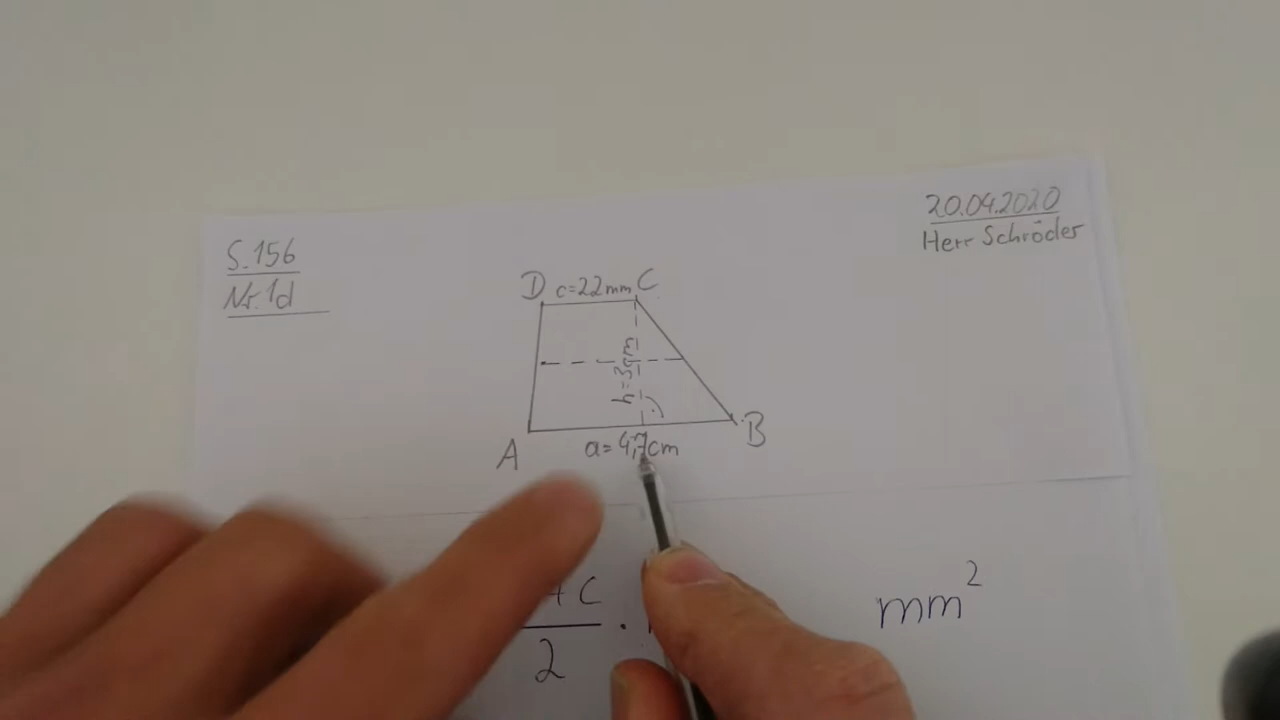 20.04.2020
Herr Schröder
S.156
Nr. 1d
D c=22mm C
h=3cm
A B
a=4,7cm
+ c
2 ·
mm²